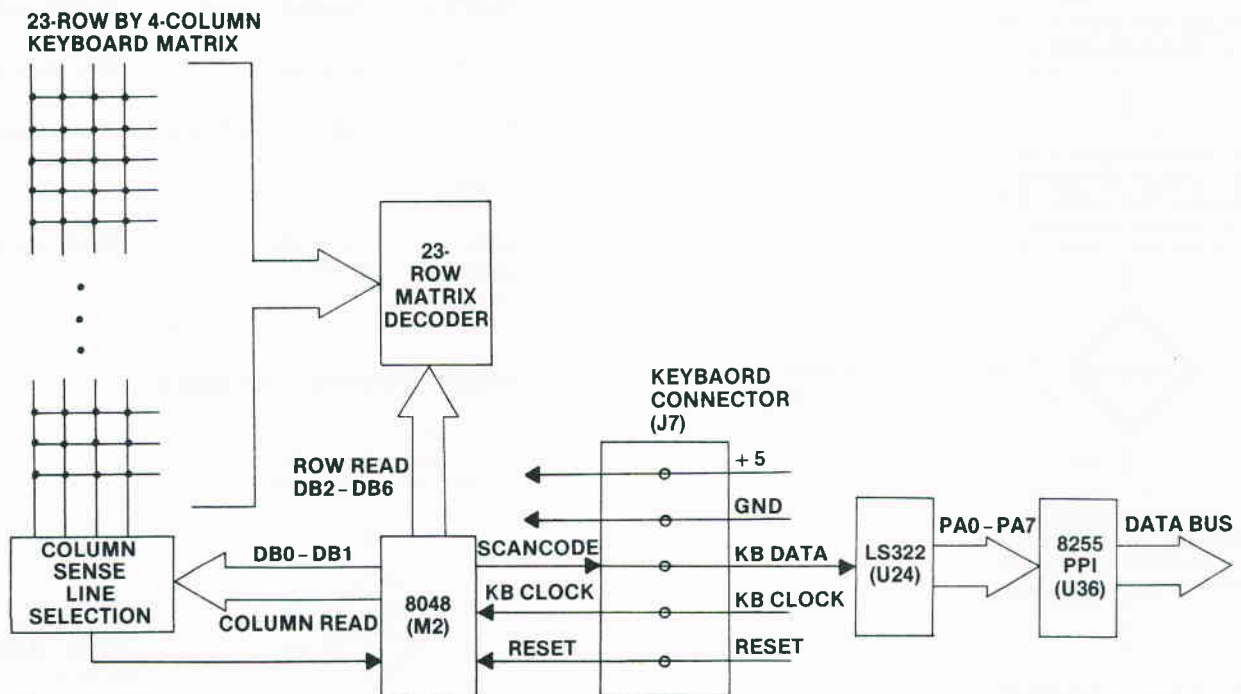 23-ROW BY 4-COLUMN
KEYBOARD MATRIX
23-
ROW
MATRIX
DECODER
KEYBAORD
CONNECTOR
(J7)
ROW READ
DB2-DB6
+5
GND
COLUMN
SENSE
LINE
SELECTION
DB0-DB1
COLUMN READ
8048
(M2)
SCANCODE
KB CLOCK
RESET
KB DATA
KB CLOCK
RESET
LS322
(U24)
PA0-PA7
8255
PPI
(U36)
DATA BUS